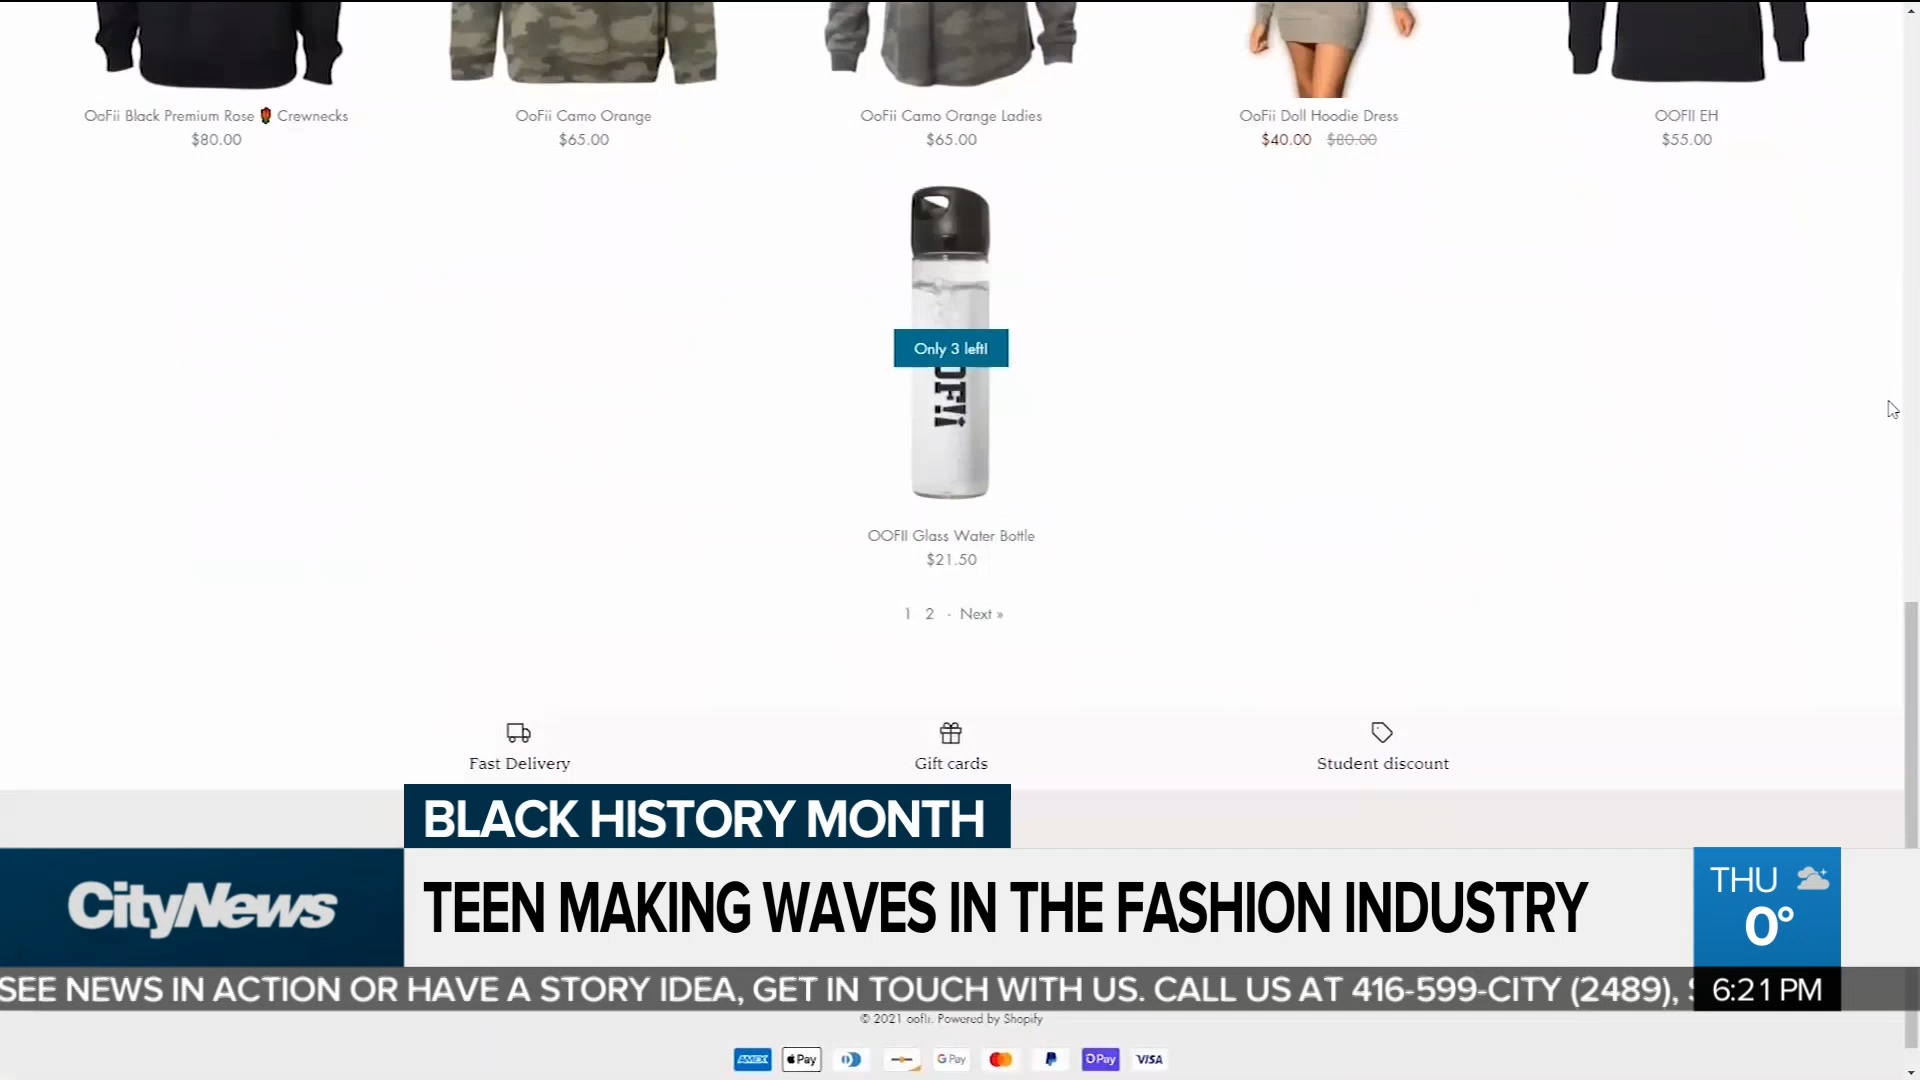 OoFii Black Premium Rose 🌹 Crewnecks
$80.00
OoFii Camo Orange
$65.00
OoFii Camo Orange Ladies
$65.00
OoFii Doll Hoodie Dress
$40.00 $80.00
OOFII EH
$55.00
Only 3 left!
OOFII Glass Water Bottle
$21.50
1 2 · Next »
Fast Delivery
Gift cards
Student discount
BLACK HISTORY MONTH
CityNews
TEEN MAKING WAVES IN THE FASHION INDUSTRY
THU
0°
SEE NEWS IN ACTION OR HAVE A STORY IDEA, GET IN TOUCH WITH US. CALL US AT 416-599-CITY (2489),
6:21 PM
© 2021 oofii. Powered by Shopify
AMEX
Pay
G Pay
Pay
VISA